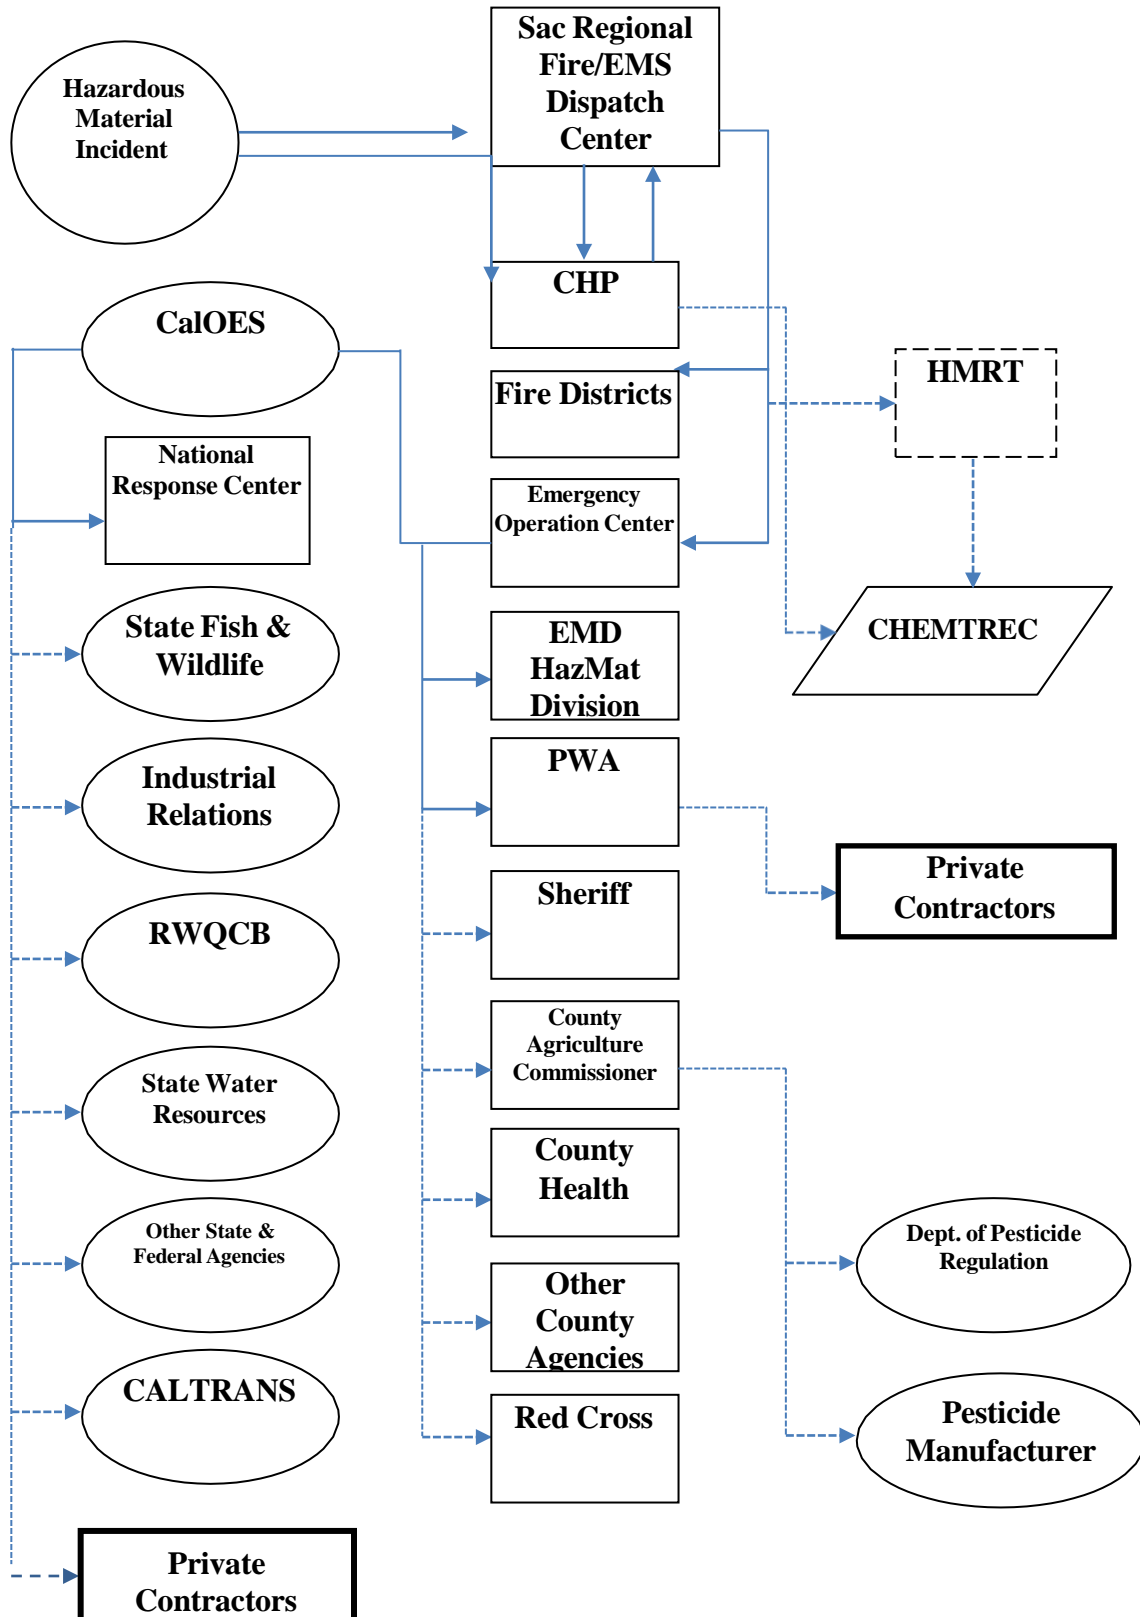 Hazardous
Material
Incident
Sac Regional
Fire/EMS
Dispatch
Center
CHP
CalOES
Fire Districts
HMRT
National
Response Center
Emergency
Operation Center
State Fish &
Wildlife
EMD
HazMat
Division
CHEMTREC
Industrial
Relations
PWA
Private
Contractors
RWQCB
Sheriff
State Water
Resources
County
Agriculture
Commissioner
County
Health
Other State &
Federal Agencies
Dept. of Pesticide
Regulation
Other
County
Agencies
CALTRANS
Red Cross
Pesticide
Manufacturer
Private
Contractors